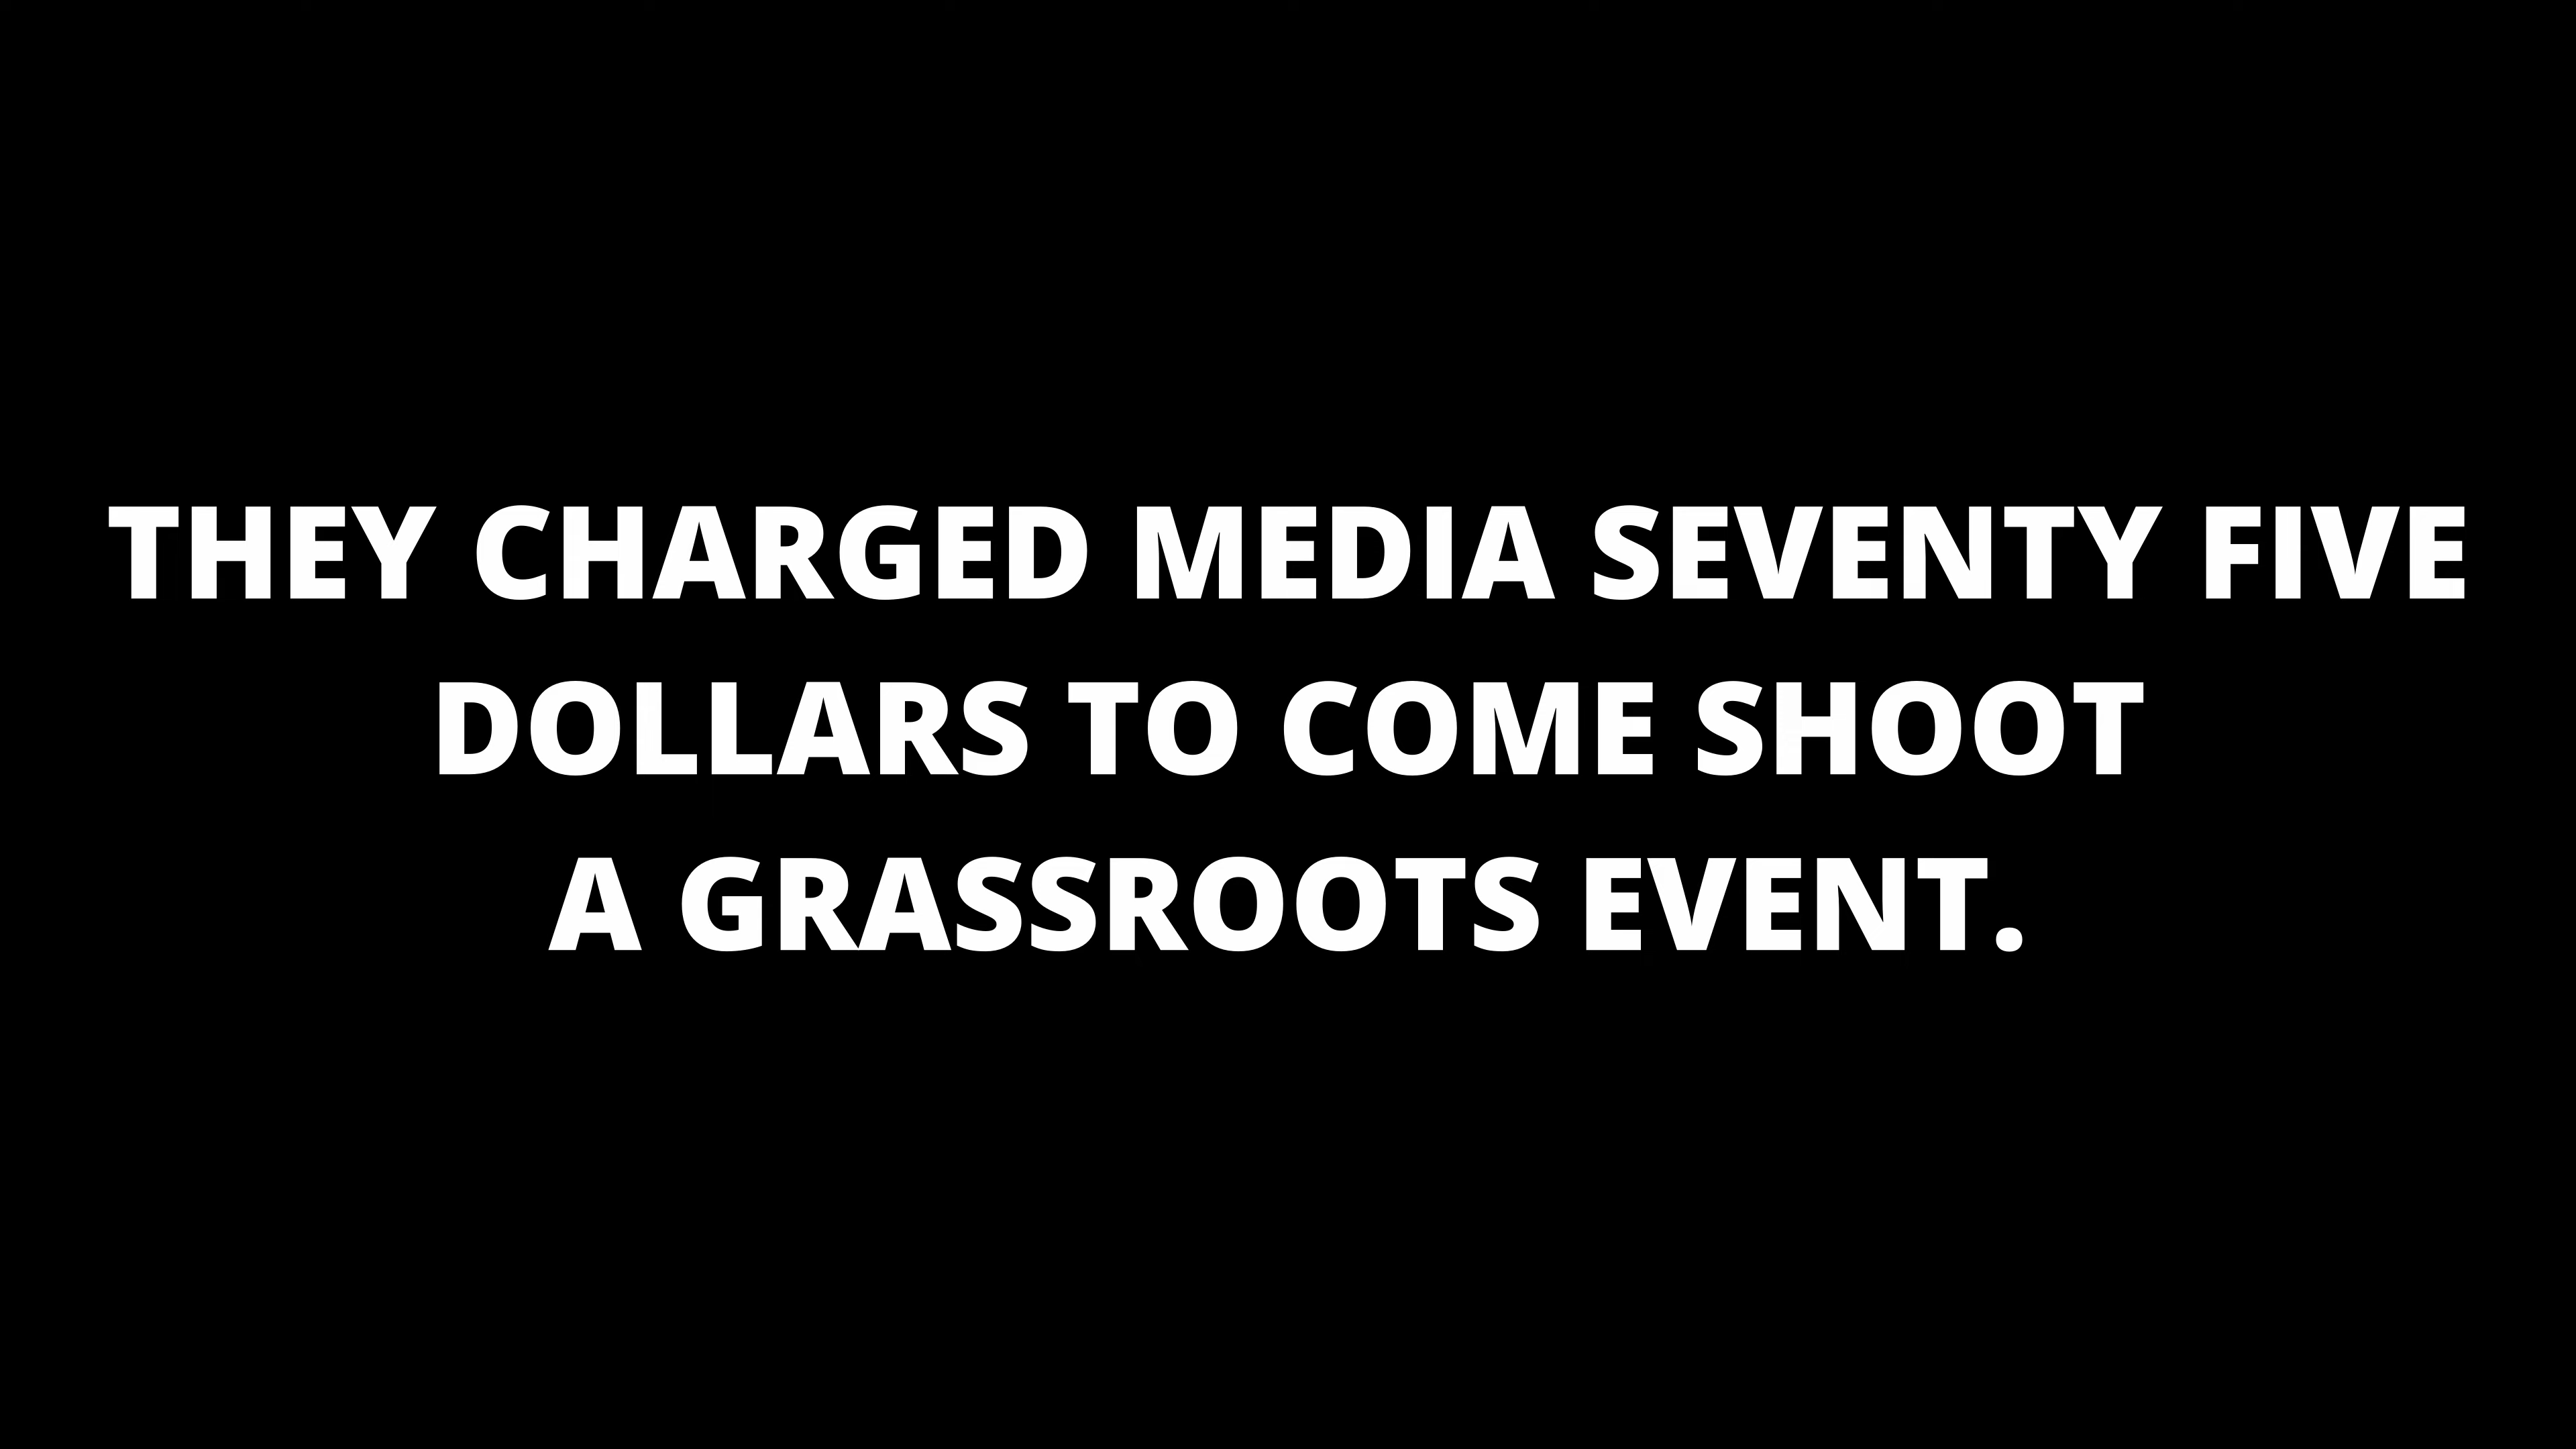 THEY CHARGED MEDIA SEVENTY FIVE
DOLLARS TO COME SHOOT
A GRASSROOTS EVENT.